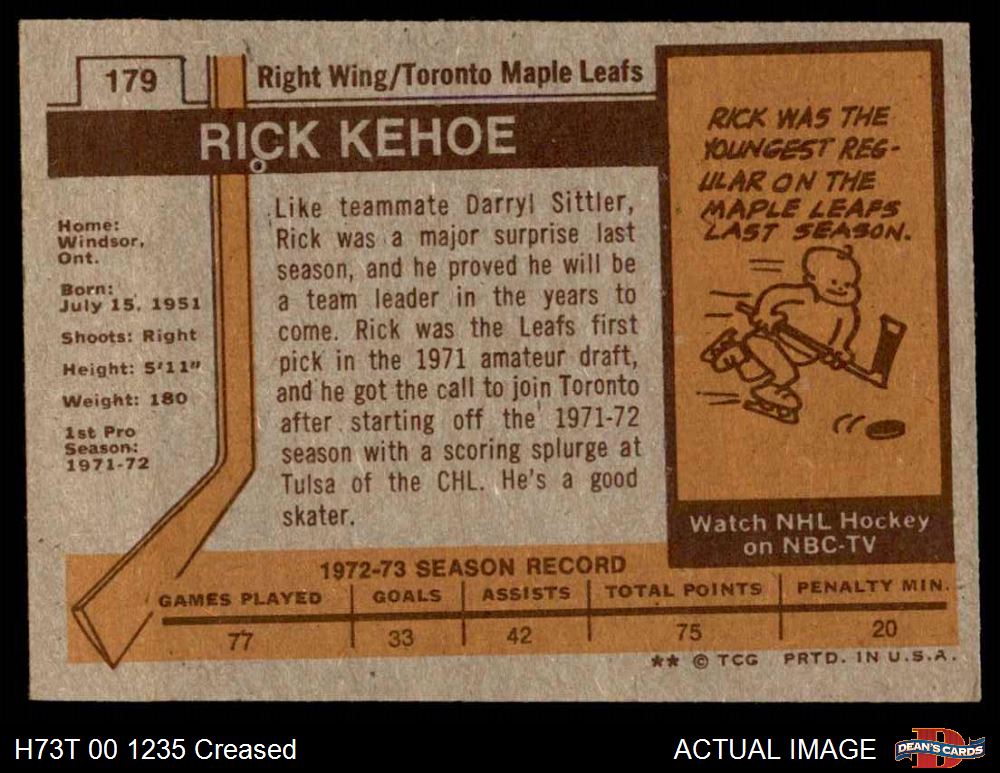 179
Right Wing/Toronto Maple Leafs
RICK KEHOE
Home:
Windsor,
Ont.
Born:
July 15, 1951
Shoots: Right
Height: 5'11"
Weight: 180
1st Pro
Season:
1971-72
Like teammate Darryl Sittler,
Rick was a major surprise last
season, and he proved he will be
a team leader in the years to
come. Rick was the Leafs first
pick in the 1971 amateur draft,
and he got the call to join Toronto
after starting off the 1971-72
season with a scoring splurge at
Tulsa of the CHL. He's a good
skater.
RICK WAS THE
YOUNGEST REG-
ULAR ON THE
MAPLE LEAFS
LAST SEASON.
Watch NHL Hockey
on NBC-TV
1972-73 SEASON RECORD
GAMES PLAYED GOALS ASSISTS TOTAL POINTS PENALTY MIN.
77 33 42 75 20
** © TCG PRTD. IN U.S.A.
H73T 00 1235 Creased
ACTUAL IMAGE
D
DEAN'S CARDS